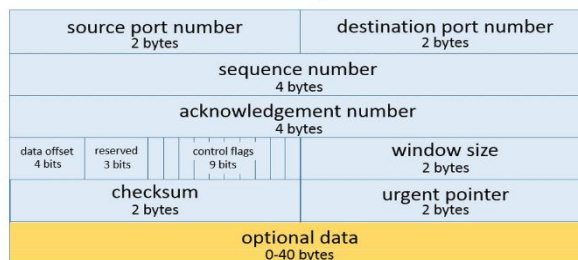 source port number
2 bytes
destination port number
2 bytes
sequence number
4 bytes
acknowledgement number
4 bytes
data offset
4 bits
reserved
3 bits
control flags
9 bits
window size
2 bytes
checksum
2 bytes
urgent pointer
2 bytes
optional data
0-40 bytes